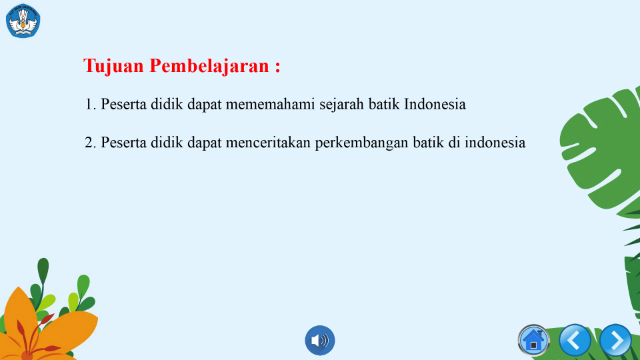 Tujuan Pembelajaran :
1. Peserta didik dapat mememahami sejarah batik Indonesia
2. Peserta didik dapat menceritakan perkembangan batik di indonesia